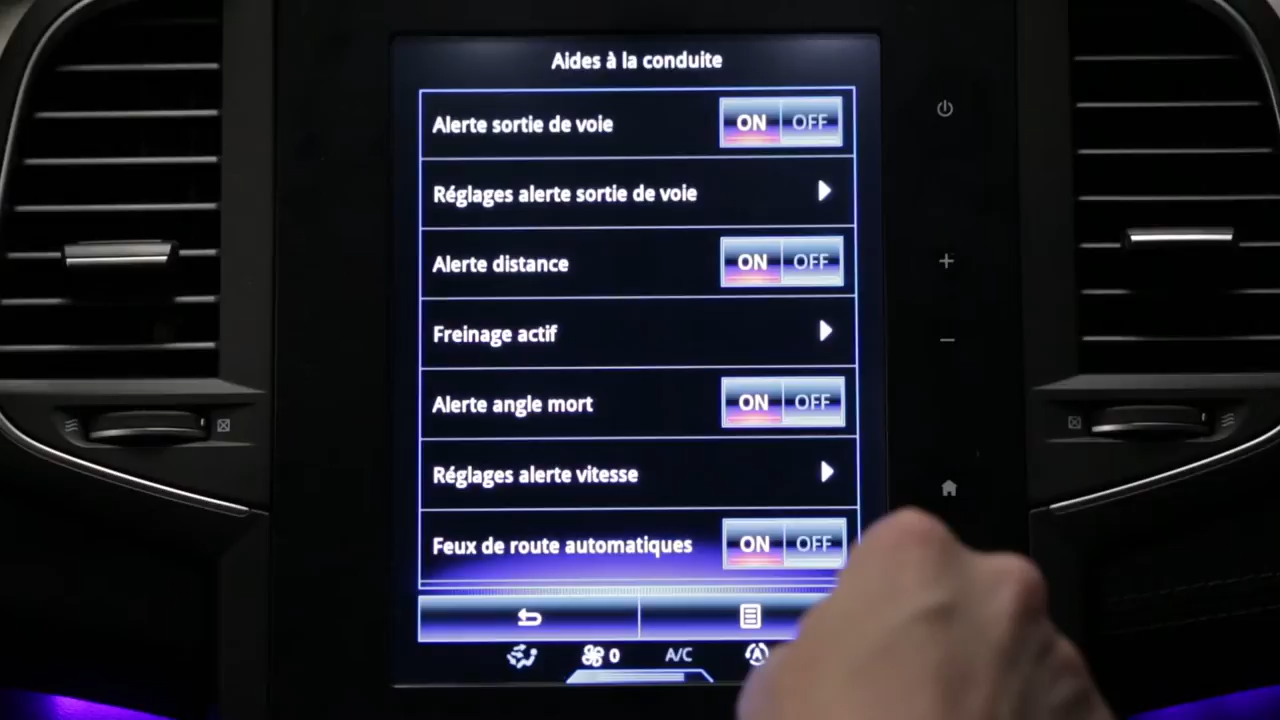 Aides à la conduite
Alerte sortie de voie ON OFF
Réglages alerte sortie de voie
Alerte distance ON OFF
Freinage actif
Alerte angle mort ON OFF
Réglages alerte vitesse
Feux de route automatiques ON OFF
0 A/C